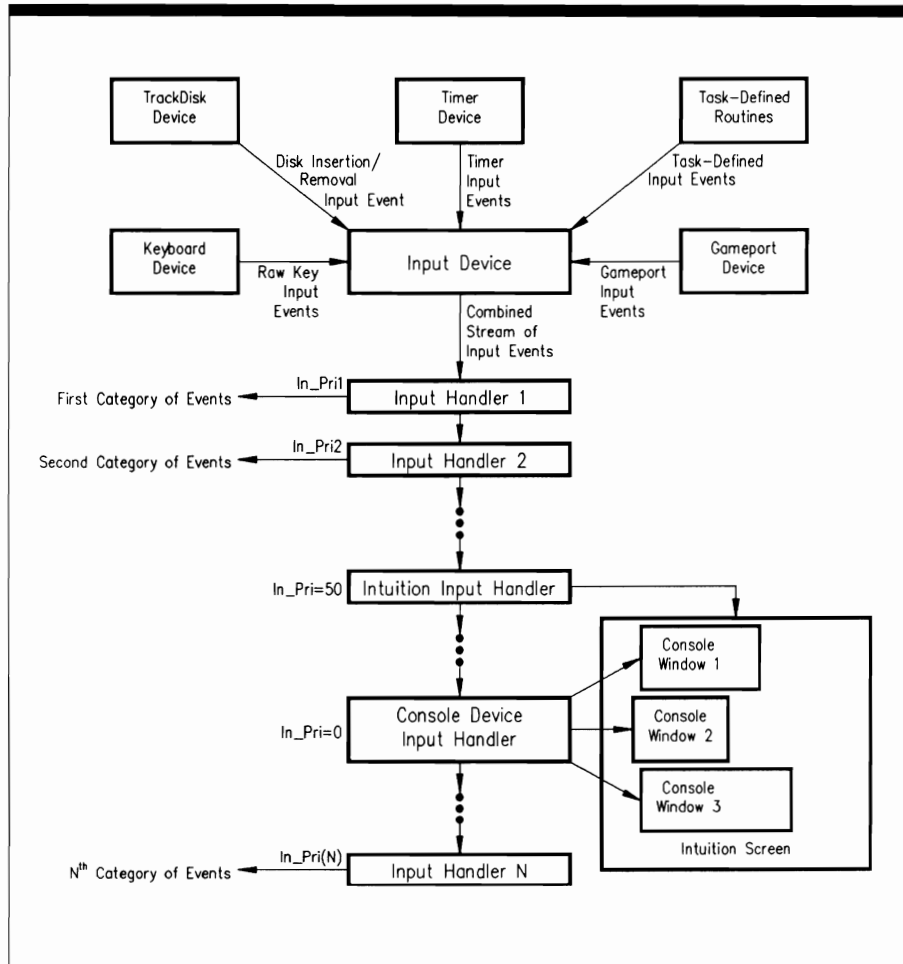 TrackDisk
Device
Timer
Device
Task-Defined
Routines
Disk Insertion/
Removal
Input Event
Timer
Input
Events
Task-Defined
Input Events
Keyboard
Device
Input Device
Gameport
Device
Raw Key
Input
Events
Gameport
Input
Events
Combined
Stream of
Input Events
First Category of Events
In_Pri1
Input Handler 1
Second Category of Events
In_Pri2
Input Handler 2
In_Pri=50
Intuition Input Handler
Console
Window 1
In_Pri=0
Console Device
Input Handler
Console
Window 2
Console
Window 3
Intuition Screen
Nth Category of Events
In_Pri(N)
Input Handler N